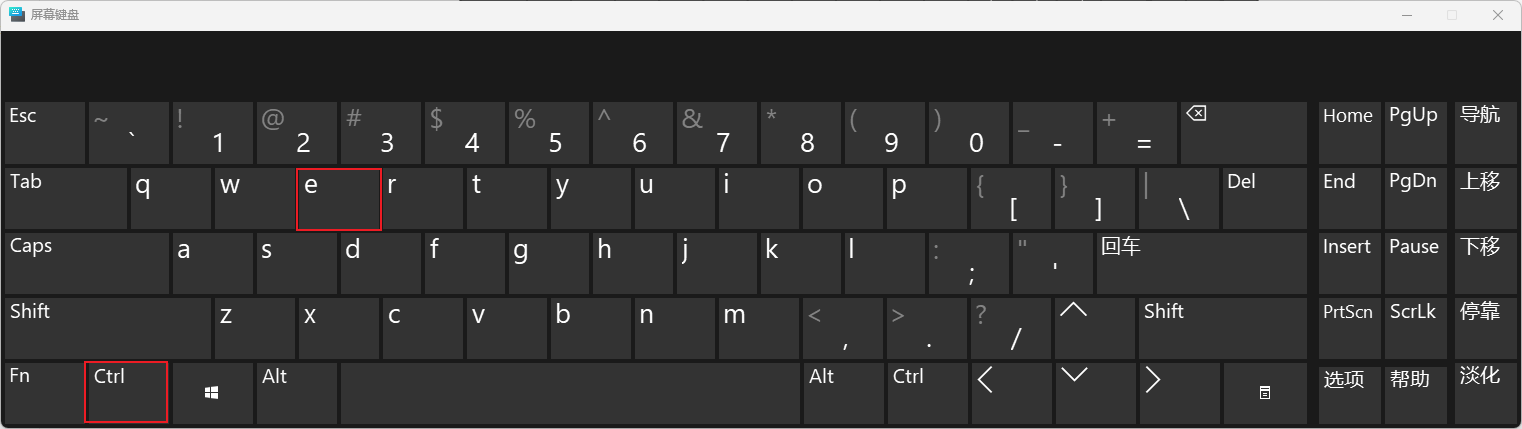 屏幕键盘
Esc ~ ` ! 1 @ 2 # 3 $ 4 % 5 ^ 6 & 7 * 8 ( 9 ) 0 _ - + = Home PgUp 导航
Tab q w e r t y u i o p { [ } ] | \ Del End PgDn 上移
Caps a s d f g h j k l : ; " ' 回车 Insert Pause 下移
Shift z x c v b n m < , > . ? / Shift PrtScn ScrLk 停靠
Fn Ctrl Alt Alt Ctrl 选项 帮助 淡化